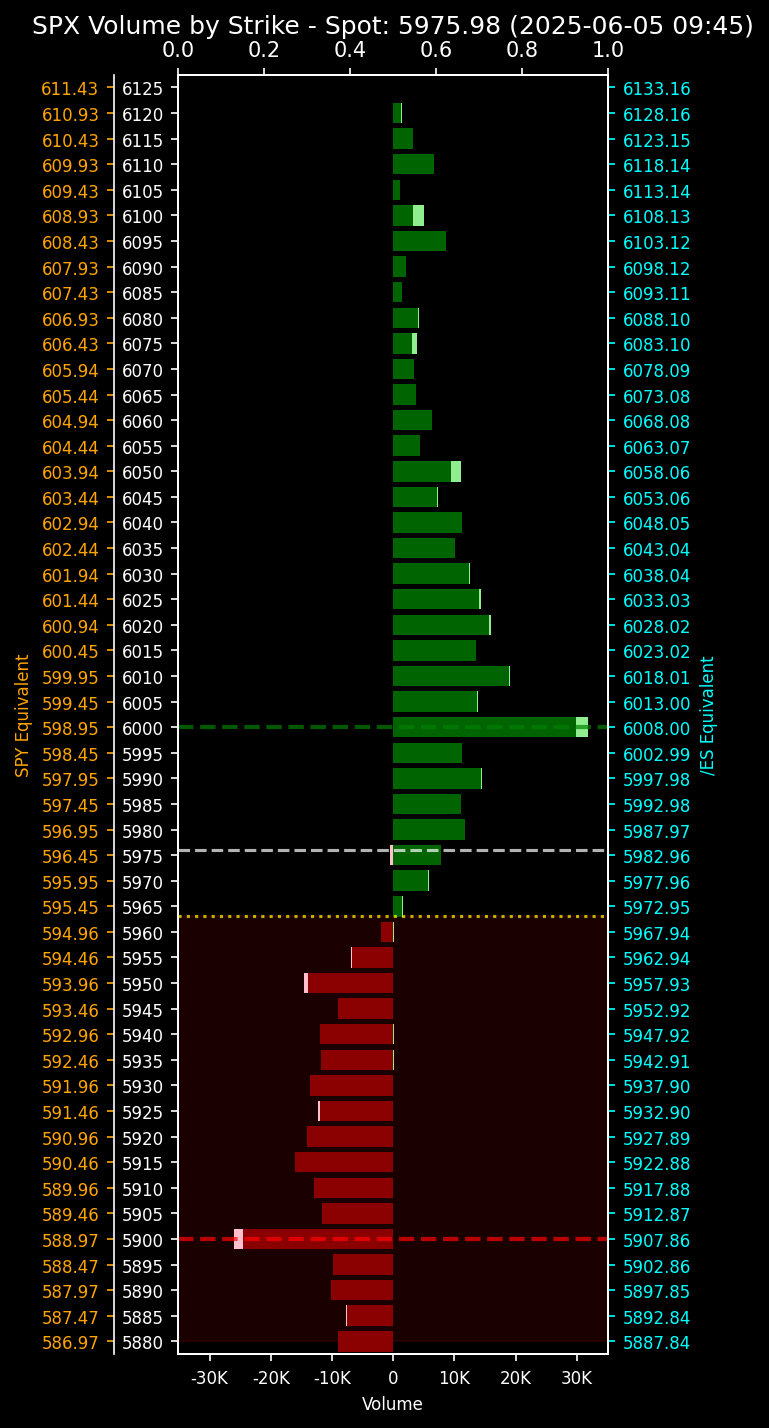 SPX Volume by Strike - Spot: 5975.98 (2025-06-05 09:45)
0.0 0.2 0.4 0.6 0.8 1.0
611.43 6125 6133.16
610.93 6120 6128.16
610.43 6115 6123.15
609.93 6110 6118.14
609.43 6105 6113.14
608.93 6100 6108.13
608.43 6095 6103.12
607.93 6090 6098.12
607.43 6085 6093.11
606.93 6080 6088.10
606.43 6075 6083.10
605.94 6070 6078.09
605.44 6065 6073.08
604.94 6060 6068.08
604.44 6055 6063.07
603.94 6050 6058.06
603.44 6045 6053.06
602.94 6040 6048.05
602.44 6035 6043.04
601.94 6030 6038.04
601.44 6025 6033.03
600.94 6020 6028.02
600.45 6015 6023.02
599.95 6010 6018.01
599.45 6005 6013.00
598.95 6000 6008.00
598.45 5995 6002.99
597.95 5990 5997.98
597.45 5985 5992.98
596.95 5980 5987.97
596.45 5975 5982.96
595.95 5970 5977.96
595.45 5965 5972.95
594.96 5960 5967.94
594.46 5955 5962.94
593.96 5950 5957.93
593.46 5945 5952.92
592.96 5940 5947.92
592.46 5935 5942.91
591.96 5930 5937.90
591.46 5925 5932.90
590.96 5920 5927.89
590.46 5915 5922.88
589.96 5910 5917.88
589.46 5905 5912.87
588.97 5900 5907.86
588.47 5895 5902.86
587.97 5890 5897.85
587.47 5885 5892.84
586.97 5880 5887.84
SPY Equivalent
/ES Equivalent
-30K -20K -10K 0 10K 20K 30K
Volume